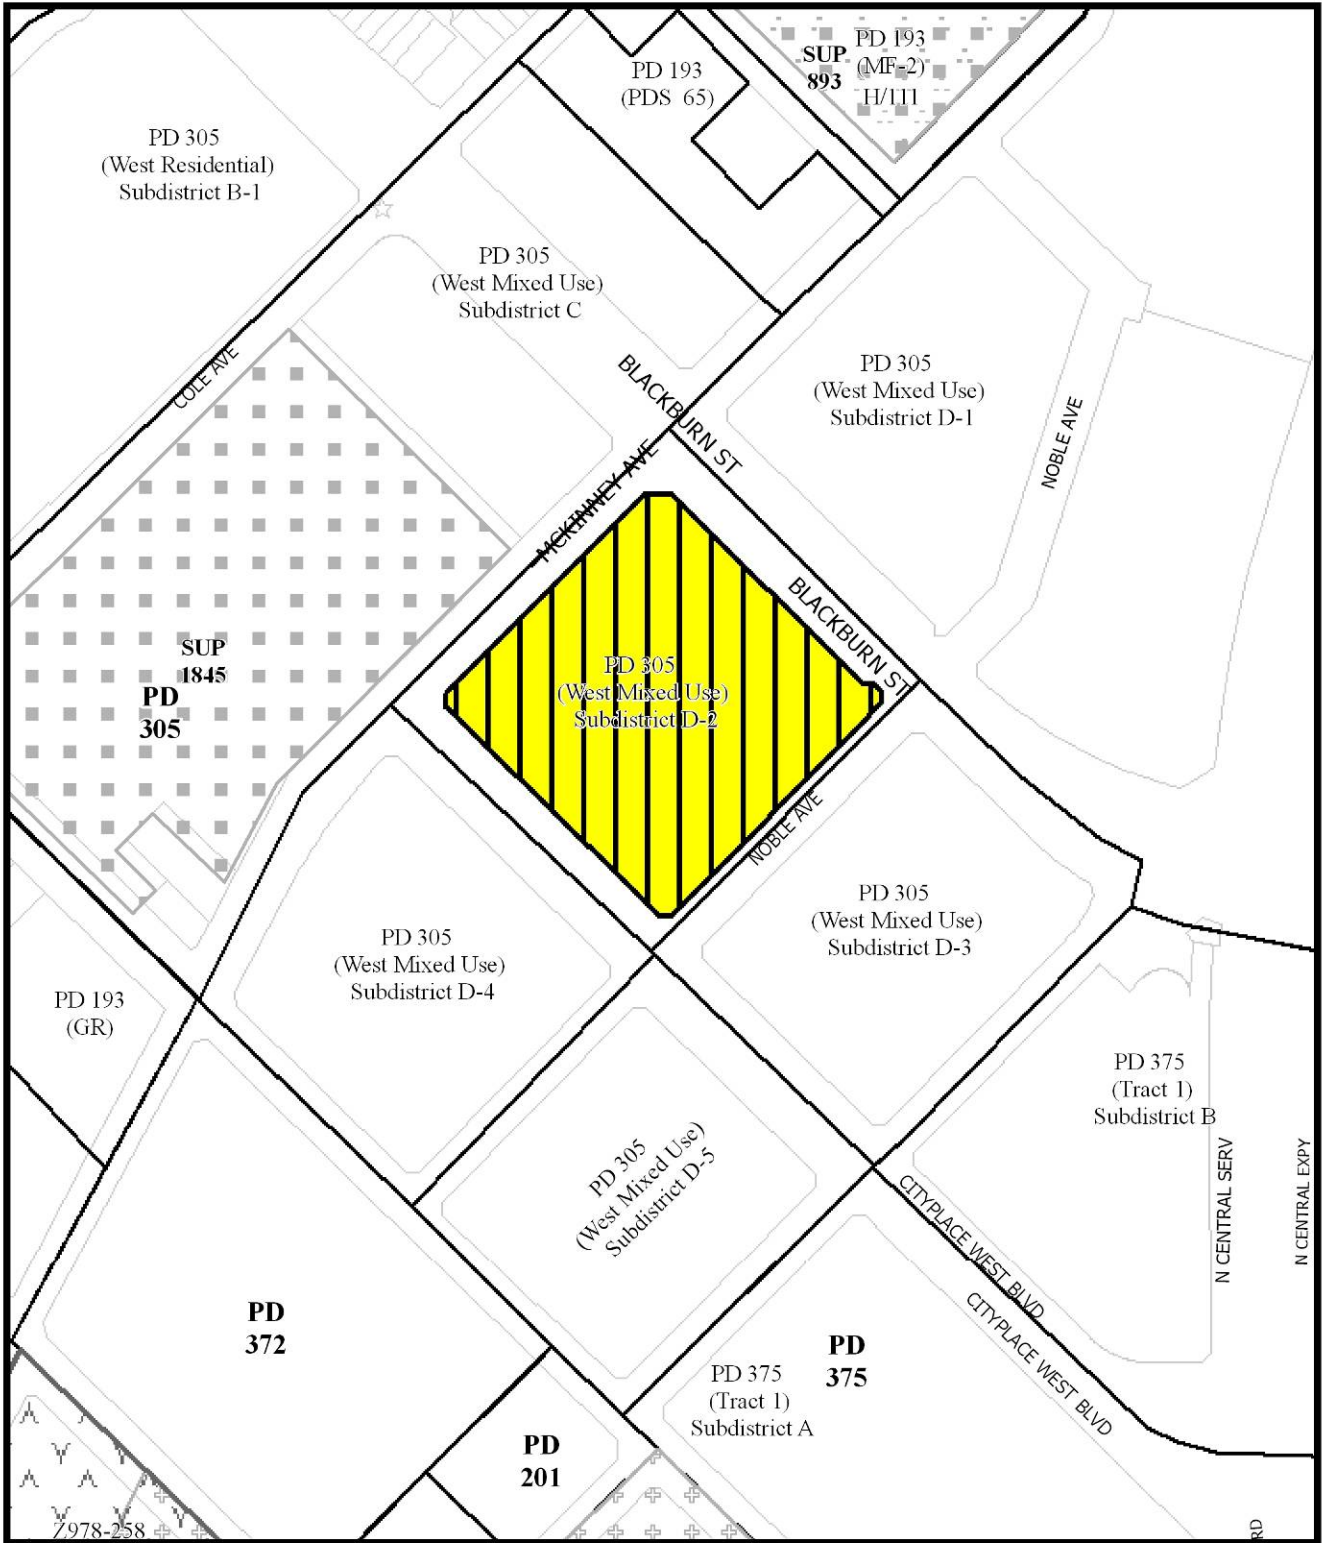 PD 193
(PDS 65)
SUP
893
PD 193
(MF-2)
H/111
PD 305
(West Residential)
Subdistrict B-1
PD 305
(West Mixed Use)
Subdistrict C
COLE AVE
BLACKBURN ST
PD 305
(West Mixed Use)
Subdistrict D-1
NOBLE AVE
MCKINNEY AVE
BLACKBURN ST
SUP
1845
PD
305
PD 305
(West Mixed Use)
Subdistrict D-2
NOBLE AVE
PD 305
(West Mixed Use)
Subdistrict D-3
PD 305
(West Mixed Use)
Subdistrict D-4
PD 193
(GR)
PD 375
(Tract 1)
Subdistrict B
PD 305
(West Mixed Use)
Subdistrict D-5
N CENTRAL SERV
N CENTRAL EXPY
CITYPLACE WEST BLVD
CITYPLACE WEST BLVD
PD
372
PD
375
PD 375
(Tract 1)
Subdistrict A
PD
201
Z978-258
RD